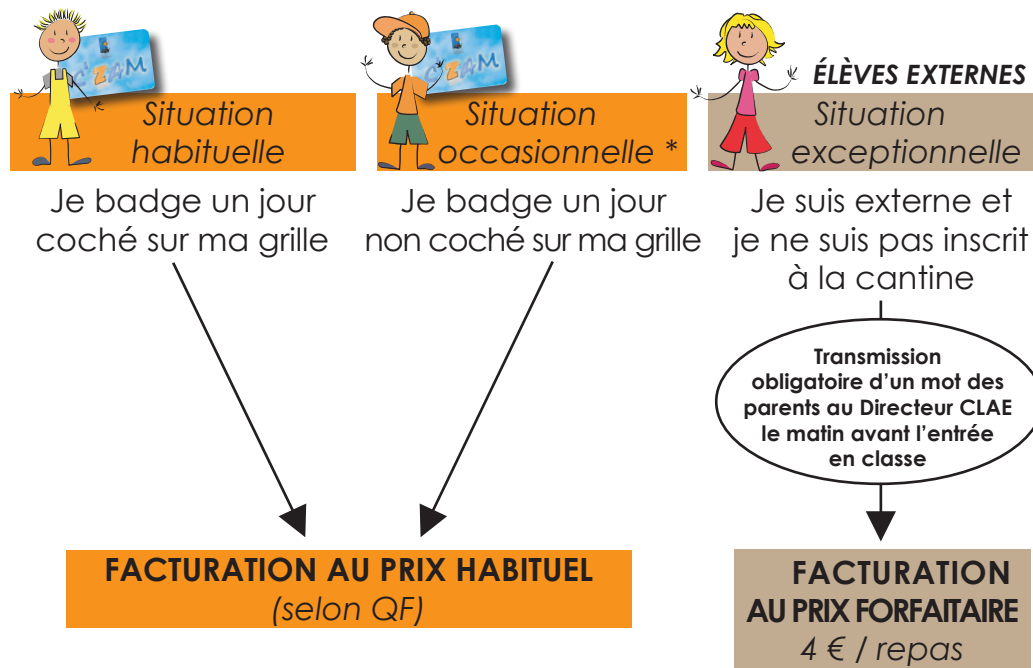 C'ZAM
Situation
habituelle
Je badge un jour
coché sur ma grille
C'ZAM
Situation
occasionnelle *
Je badge un jour
non coché sur ma grille
ÉLÈVES EXTERNES
Situation
exceptionnelle
Je suis externe et
je ne suis pas inscrit
à la cantine
Transmission
obligatoire d'un mot des
parents au Directeur CLAE
le matin avant l'entrée
en classe
FACTURATION AU PRIX HABITUEL
(selon QF)
FACTURATION
AU PRIX FORFAITAIRE
4 € / repas